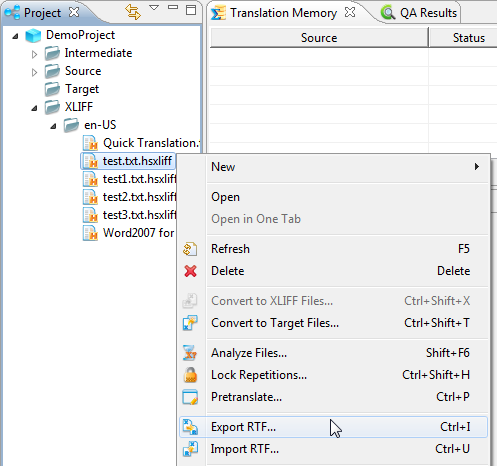 Project
Translation Memory
QA Results
DemoProject
Intermediate
Source
Target
XLIFF
en-US
Quick Translation.
test.txt.hsxliff
test1.txt.hsxliff
test2.txt.hsxliff
test3.txt.hsxliff
Word2007 for
Source Status
New
Open
Open in One Tab
Refresh F5
Delete Delete
Convert to XLIFF Files... Ctrl+Shift+X
Convert to Target Files... Ctrl+Shift+T
Analyze Files... Shift+F6
Lock Repetitions... Ctrl+Shift+H
Pretranslate... Ctrl+P
Export RTF... Ctrl+I
Import RTF... Ctrl+U